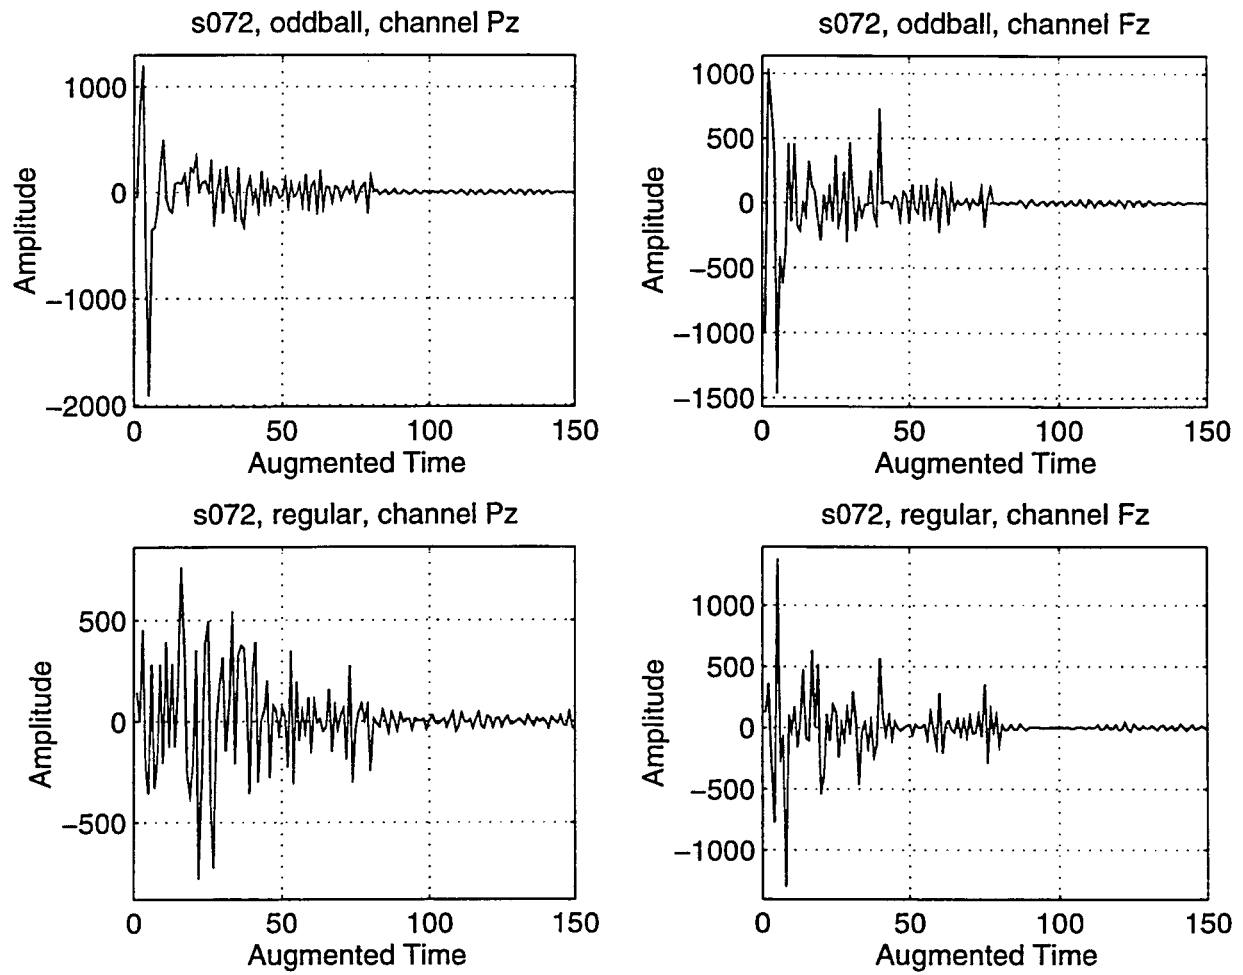 s072, oddball, channel Pz
1000
0
−1000
−2000
Amplitude
0 50 100 150
Augmented Time
s072, oddball, channel Fz
1000
500
0
−500
−1000
−1500
Amplitude
0 50 100 150
Augmented Time
s072, regular, channel Pz
500
0
−500
Amplitude
0 50 100 150
Augmented Time
s072, regular, channel Fz
1000
500
0
−500
−1000
Amplitude
0 50 100 150
Augmented Time